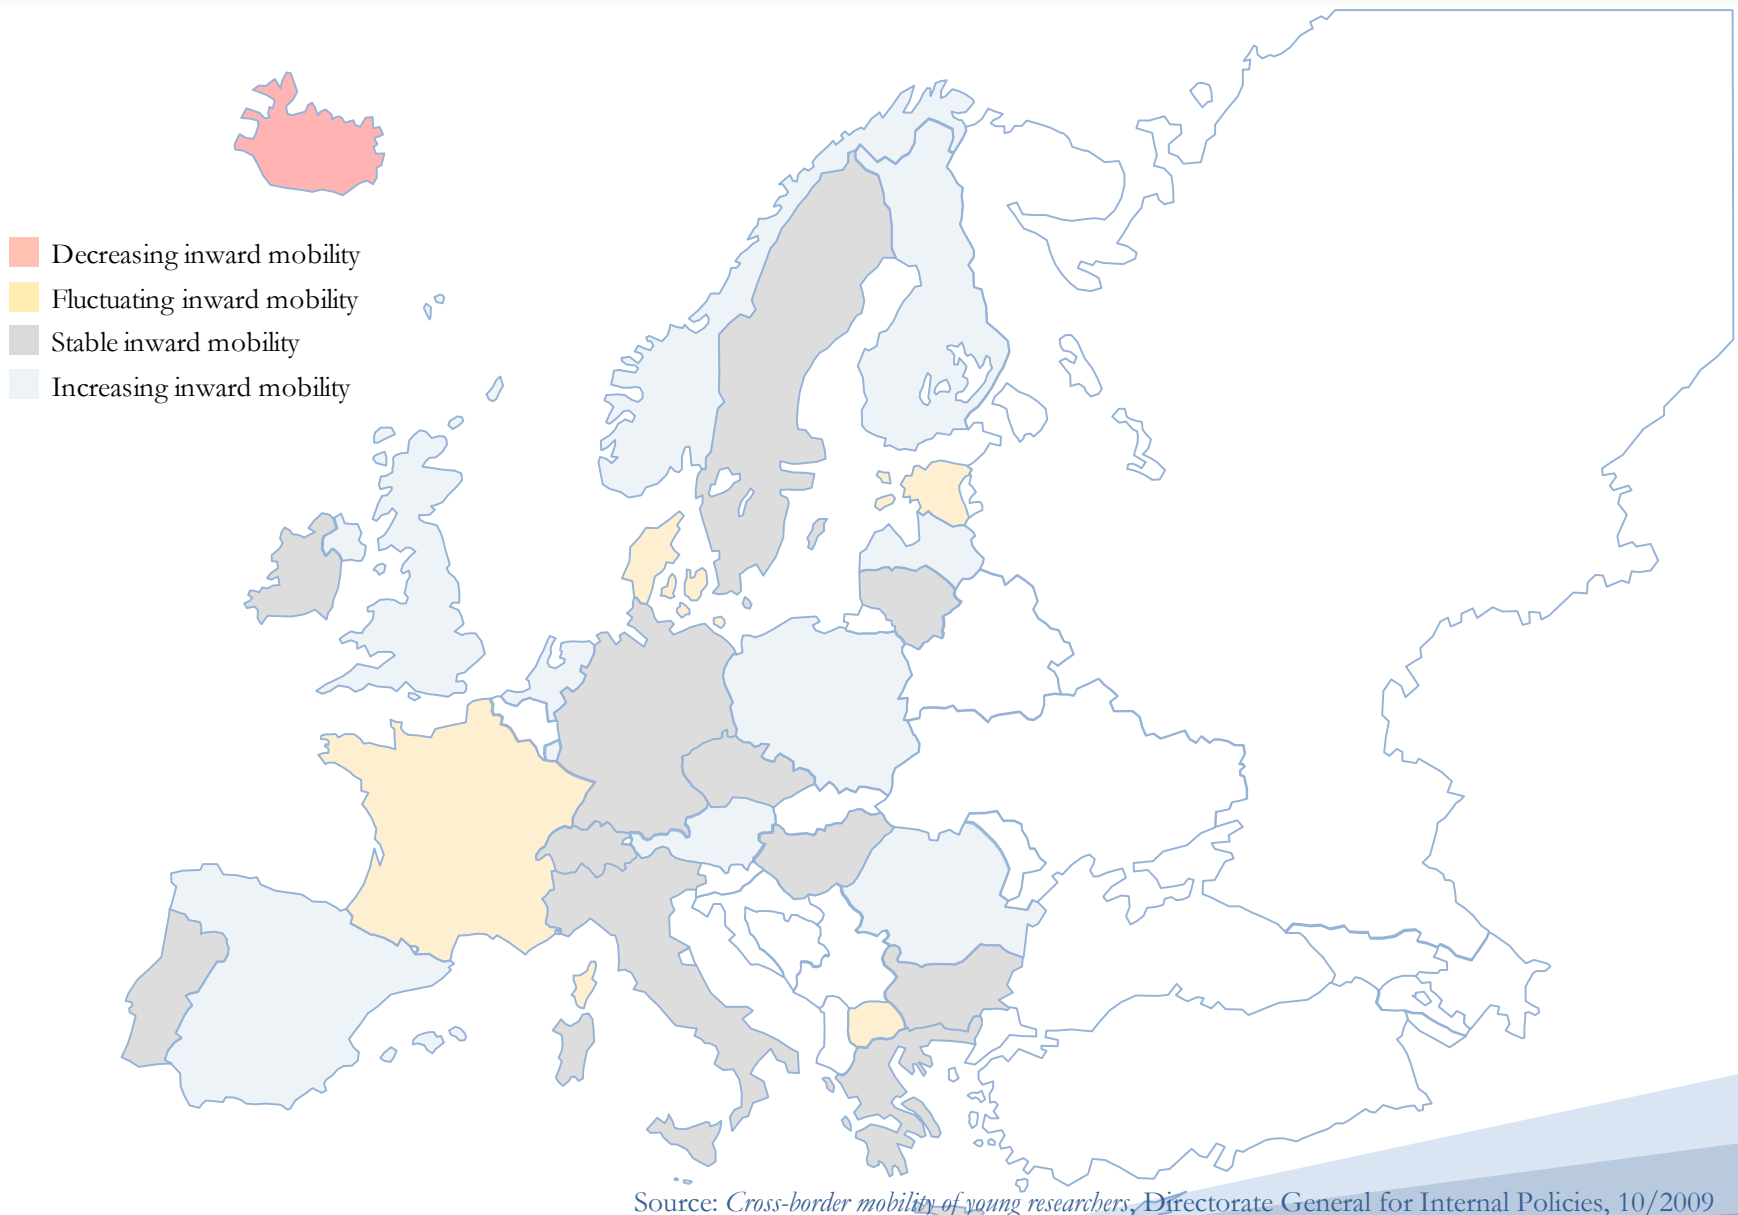 Decreasing inward mobility
Fluctuating inward mobility
Stable inward mobility
Increasing inward mobility
Source: Cross-border mobility of young researchers, Directorate General for Internal Policies, 10/2009